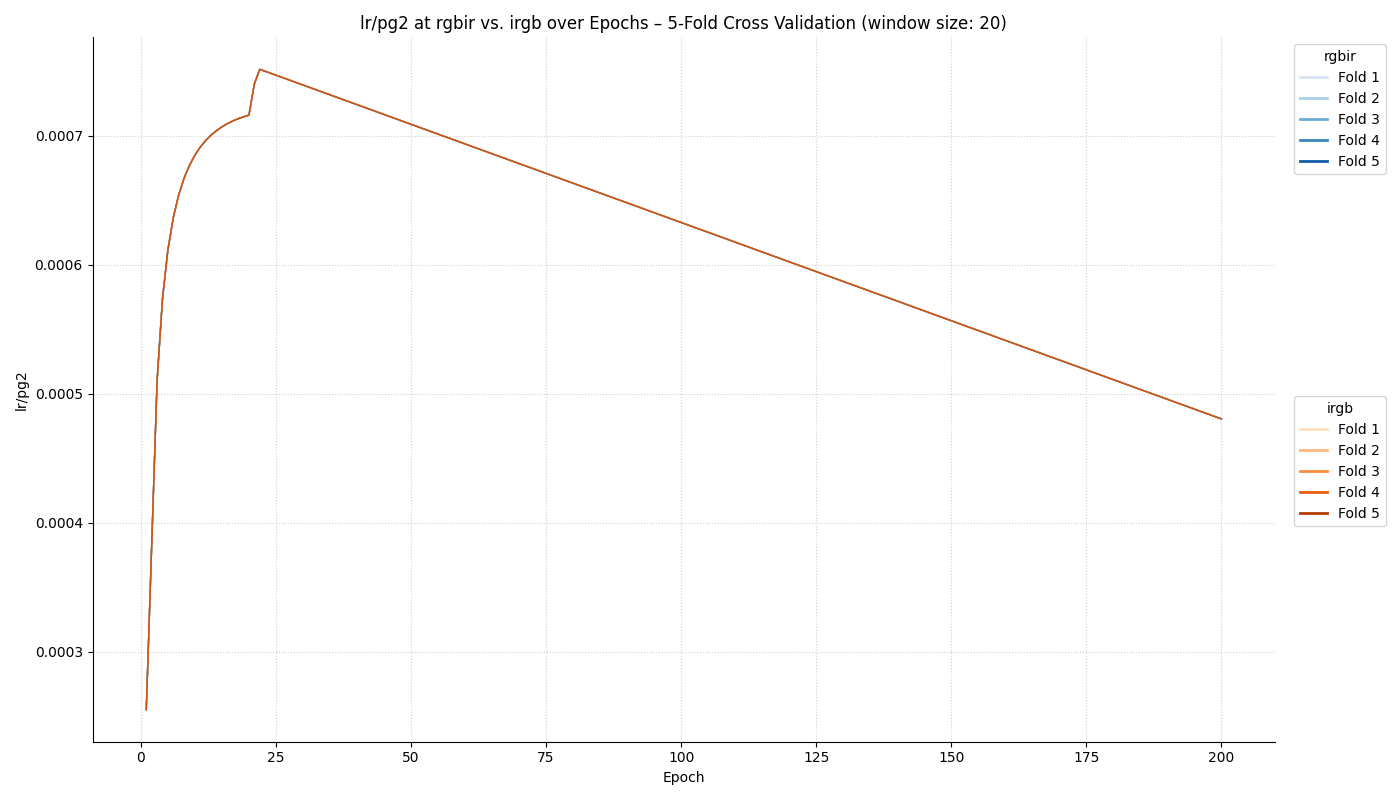 lr/pg2 at rgbir vs. irgb over Epochs – 5-Fold Cross Validation (window size: 20)
lr/pg2
0.0007
0.0006
0.0005
0.0004
0.0003
0
25
50
75
100
125
150
175
200
Epoch
rgbir
Fold 1
Fold 2
Fold 3
Fold 4
Fold 5
irgb
Fold 1
Fold 2
Fold 3
Fold 4
Fold 5